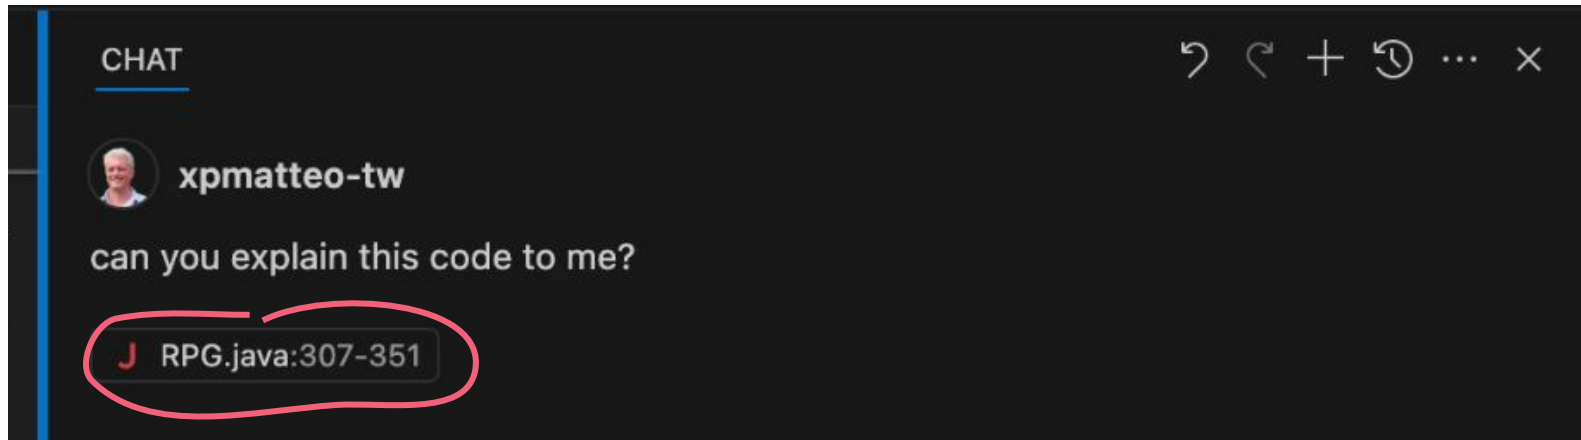 CHAT
xpmatteo-tw
can you explain this code to me?
J RPG.java:307-351